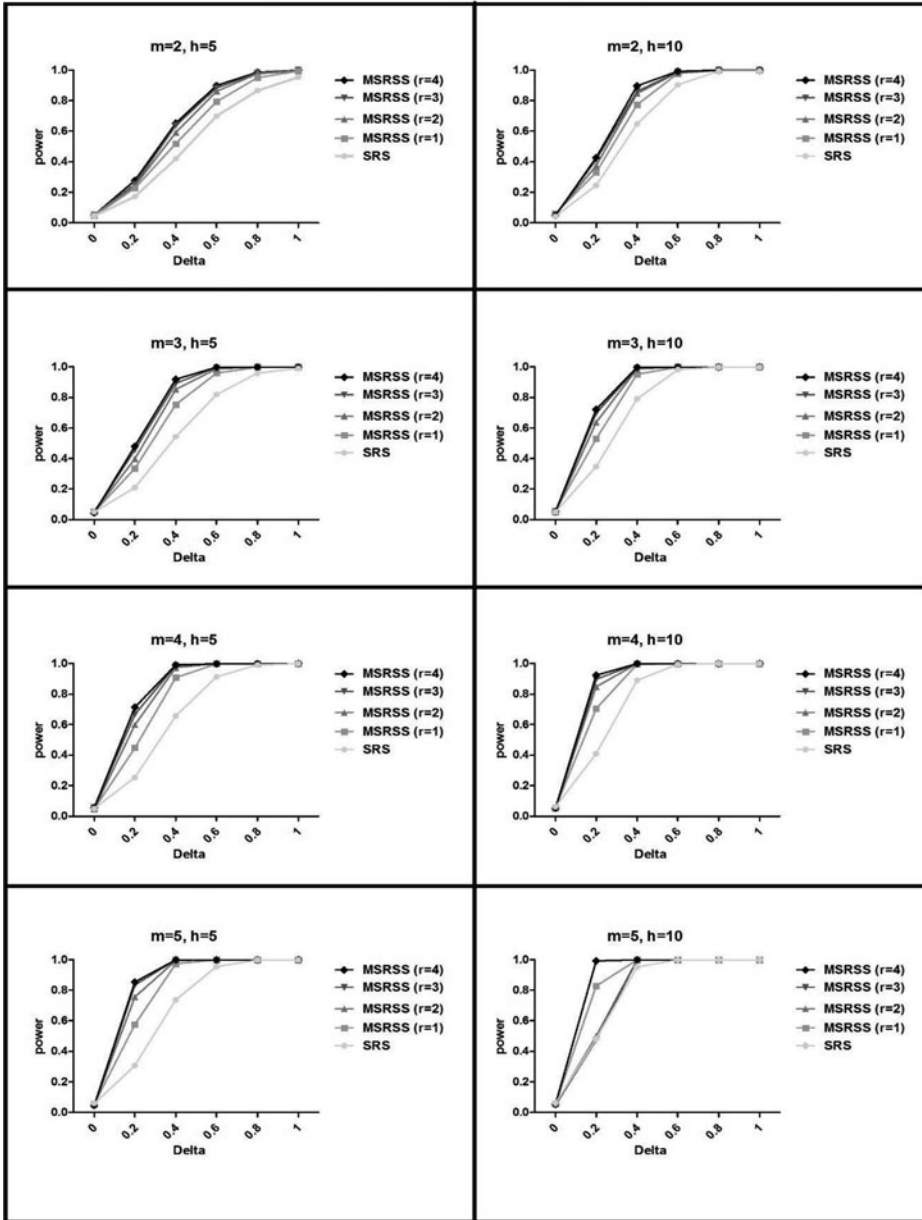 m=2, h=5
power
1.0
0.8
0.6
0.4
0.2
0.0
0
0.2
0.4
0.6
0.8
1
Delta
MSRSS (r=4)
MSRSS (r=3)
MSRSS (r=2)
MSRSS (r=1)
SRS
m=2, h=10
power
1.0
0.8
0.6
0.4
0.2
0.0
0
0.2
0.4
0.6
0.8
1
Delta
MSRSS (r=4)
MSRSS (r=3)
MSRSS (r=2)
MSRSS (r=1)
SRS
m=3, h=5
power
1.0
0.8
0.6
0.4
0.2
0.0
0
0.2
0.4
0.6
0.8
1
Delta
MSRSS (r=4)
MSRSS (r=3)
MSRSS (r=2)
MSRSS (r=1)
SRS
m=3, h=10
power
1.0
0.8
0.6
0.4
0.2
0.0
0
0.2
0.4
0.6
0.8
1
Delta
MSRSS (r=4)
MSRSS (r=3)
MSRSS (r=2)
MSRSS (r=1)
SRS
m=4, h=5
power
1.0
0.8
0.6
0.4
0.2
0.0
0
0.2
0.4
0.6
0.8
1
Delta
MSRSS (r=4)
MSRSS (r=3)
MSRSS (r=2)
MSRSS (r=1)
SRS
m=4, h=10
power
1.0
0.8
0.6
0.4
0.2
0.0
0
0.2
0.4
0.6
0.8
1
Delta
MSRSS (r=4)
MSRSS (r=3)
MSRSS (r=2)
MSRSS (r=1)
SRS
m=5, h=5
power
1.0
0.8
0.6
0.4
0.2
0.0
0
0.2
0.4
0.6
0.8
1
Delta
MSRSS (r=4)
MSRSS (r=3)
MSRSS (r=2)
MSRSS (r=1)
SRS
m=5, h=10
power
1.0
0.8
0.6
0.4
0.2
0.0
0
0.2
0.4
0.6
0.8
1
Delta
MSRSS (r=4)
MSRSS (r=3)
MSRSS (r=2)
MSRSS (r=1)
SRS